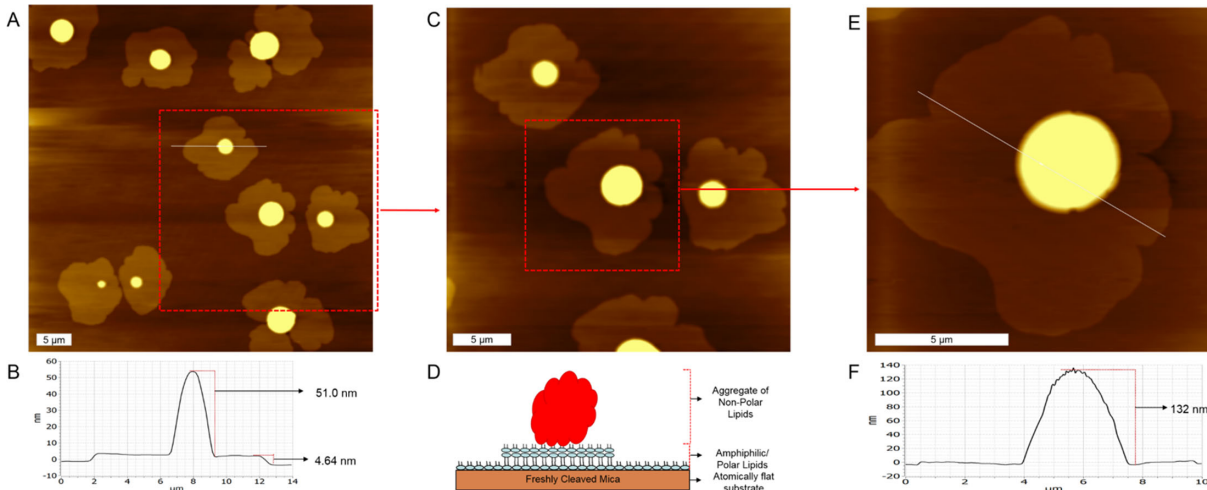 A
C
E
5 µm
5 µm
5 µm
B
60
50
40
30
20
10
0
-10
nm
0 2 4 6 8 10 12 14
µm
51.0 nm
4.64 nm
D
Aggregate of
Non-Polar
Lipids
Amphiphilic/
Polar Lipids
Atomically flat
substrate
Freshly Cleaved Mica
F
140
120
100
80
60
40
20
0
-20
nm
0 2 4 6 8 10
µm
132 nm